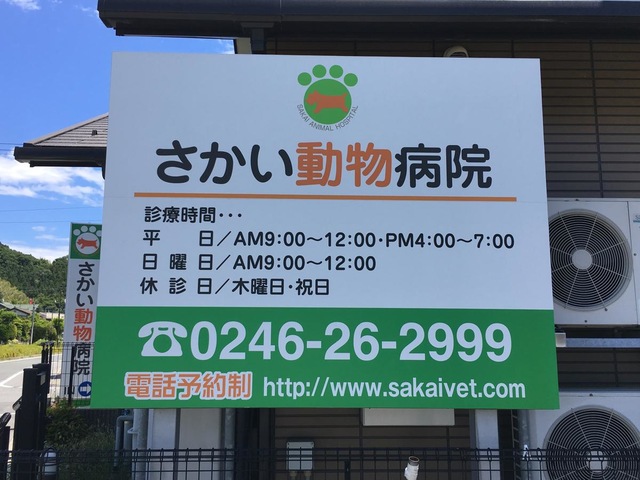 SAKAI ANIMAL HOSPITAL
さかい動物病院
診療時間・・・
平日／AM9:00～12:00・PM4:00～7:00
日曜日／AM9:00～12:00
休診日／木曜日・祝日
☎0246-26-2999
電話予約制 http://www.sakaivet.com
さかい動物病院